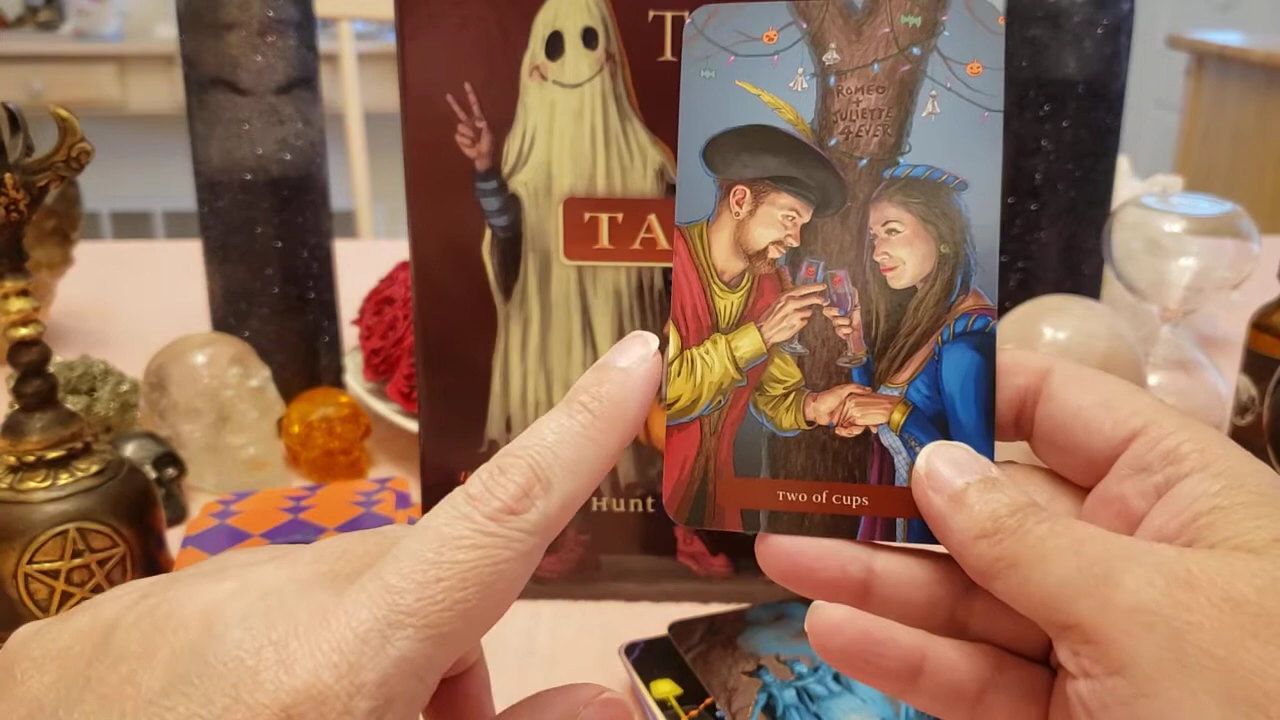 T
TA
Hunt
ROMEO
+
JULIETTE
4EVER
Two of Cups